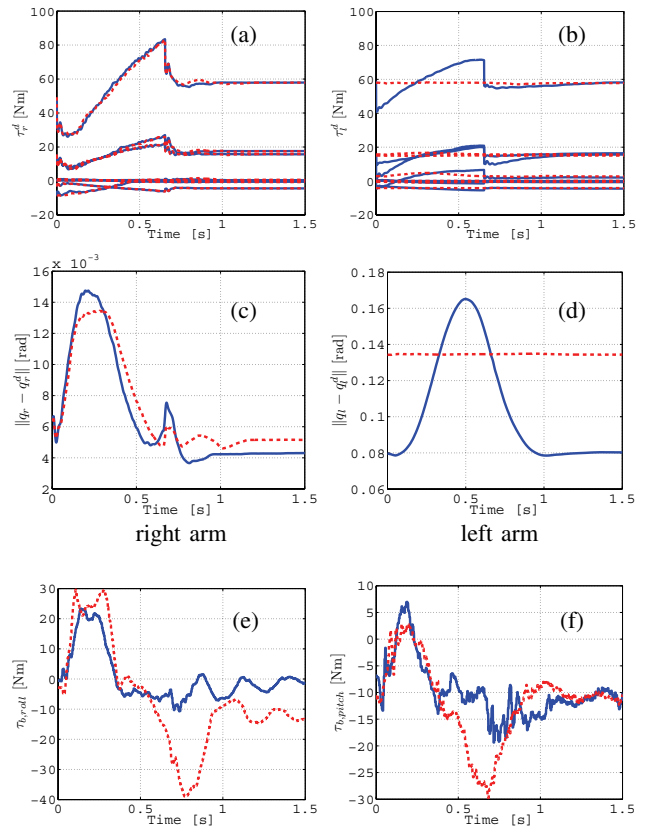 (a)
100
80
60
40
20
0
−20
τ_r^d [Nm]
0 0.5 1 1.5
Time [s]
(b)
100
80
60
40
20
0
−20
τ_l^d [Nm]
0 0.5 1 1.5
Time [s]
x 10^-3
(c)
16
14
12
10
8
6
4
2
||q_r − q_r^d|| [rad]
0 0.5 1 1.5
Time [s]
right arm
(d)
0.18
0.16
0.14
0.12
0.10
0.08
0.06
||q_l − q_l^d|| [rad]
0 0.5 1 1.5
Time [s]
left arm
(e)
30
20
10
0
−10
−20
−30
−40
τ_b,roll [Nm]
0 0.5 1 1.5
Time [s]
(f)
10
5
0
−5
−10
−15
−20
−25
−30
τ_b,pitch [Nm]
0 0.5 1 1.5
Time [s]